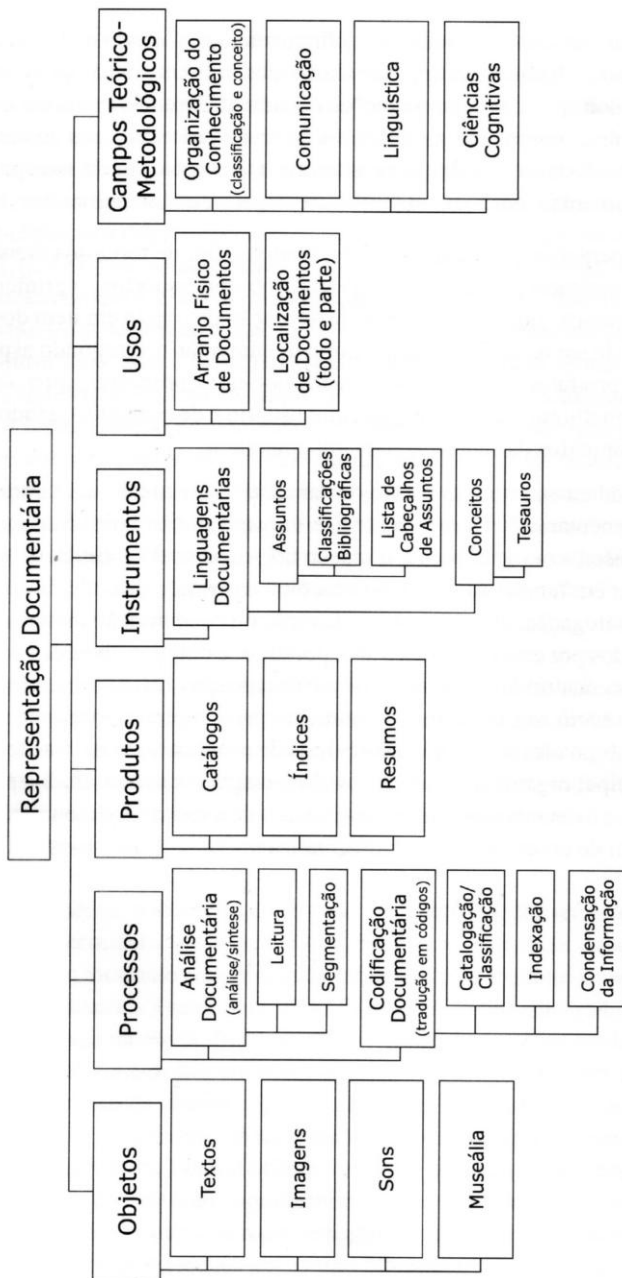 Representação Documentária
Objetos
Textos
Imagens
Sons
Museália
Processos
Análise
Documentária
(análise/síntese)
Leitura
Segmentação
Codificação
Documentária
(tradução em códigos)
Catalogação/
Classificação
Indexação
Condensação
da Informação
Produtos
Catálogos
Índices
Resumos
Instrumentos
Linguagens
Documentárias
Assuntos
Classificações
Bibliográficas
Lista de
Cabeçalhos
de Assuntos
Conceitos
Tesauros
Usos
Arranjo Físico
de Documentos
Localização
de Documentos
(todo e parte)
Campos Teórico-
Metodológicos
Organização do
Conhecimento
(classificação e conceito)
Comunicação
Linguística
Ciências
Cognitivas